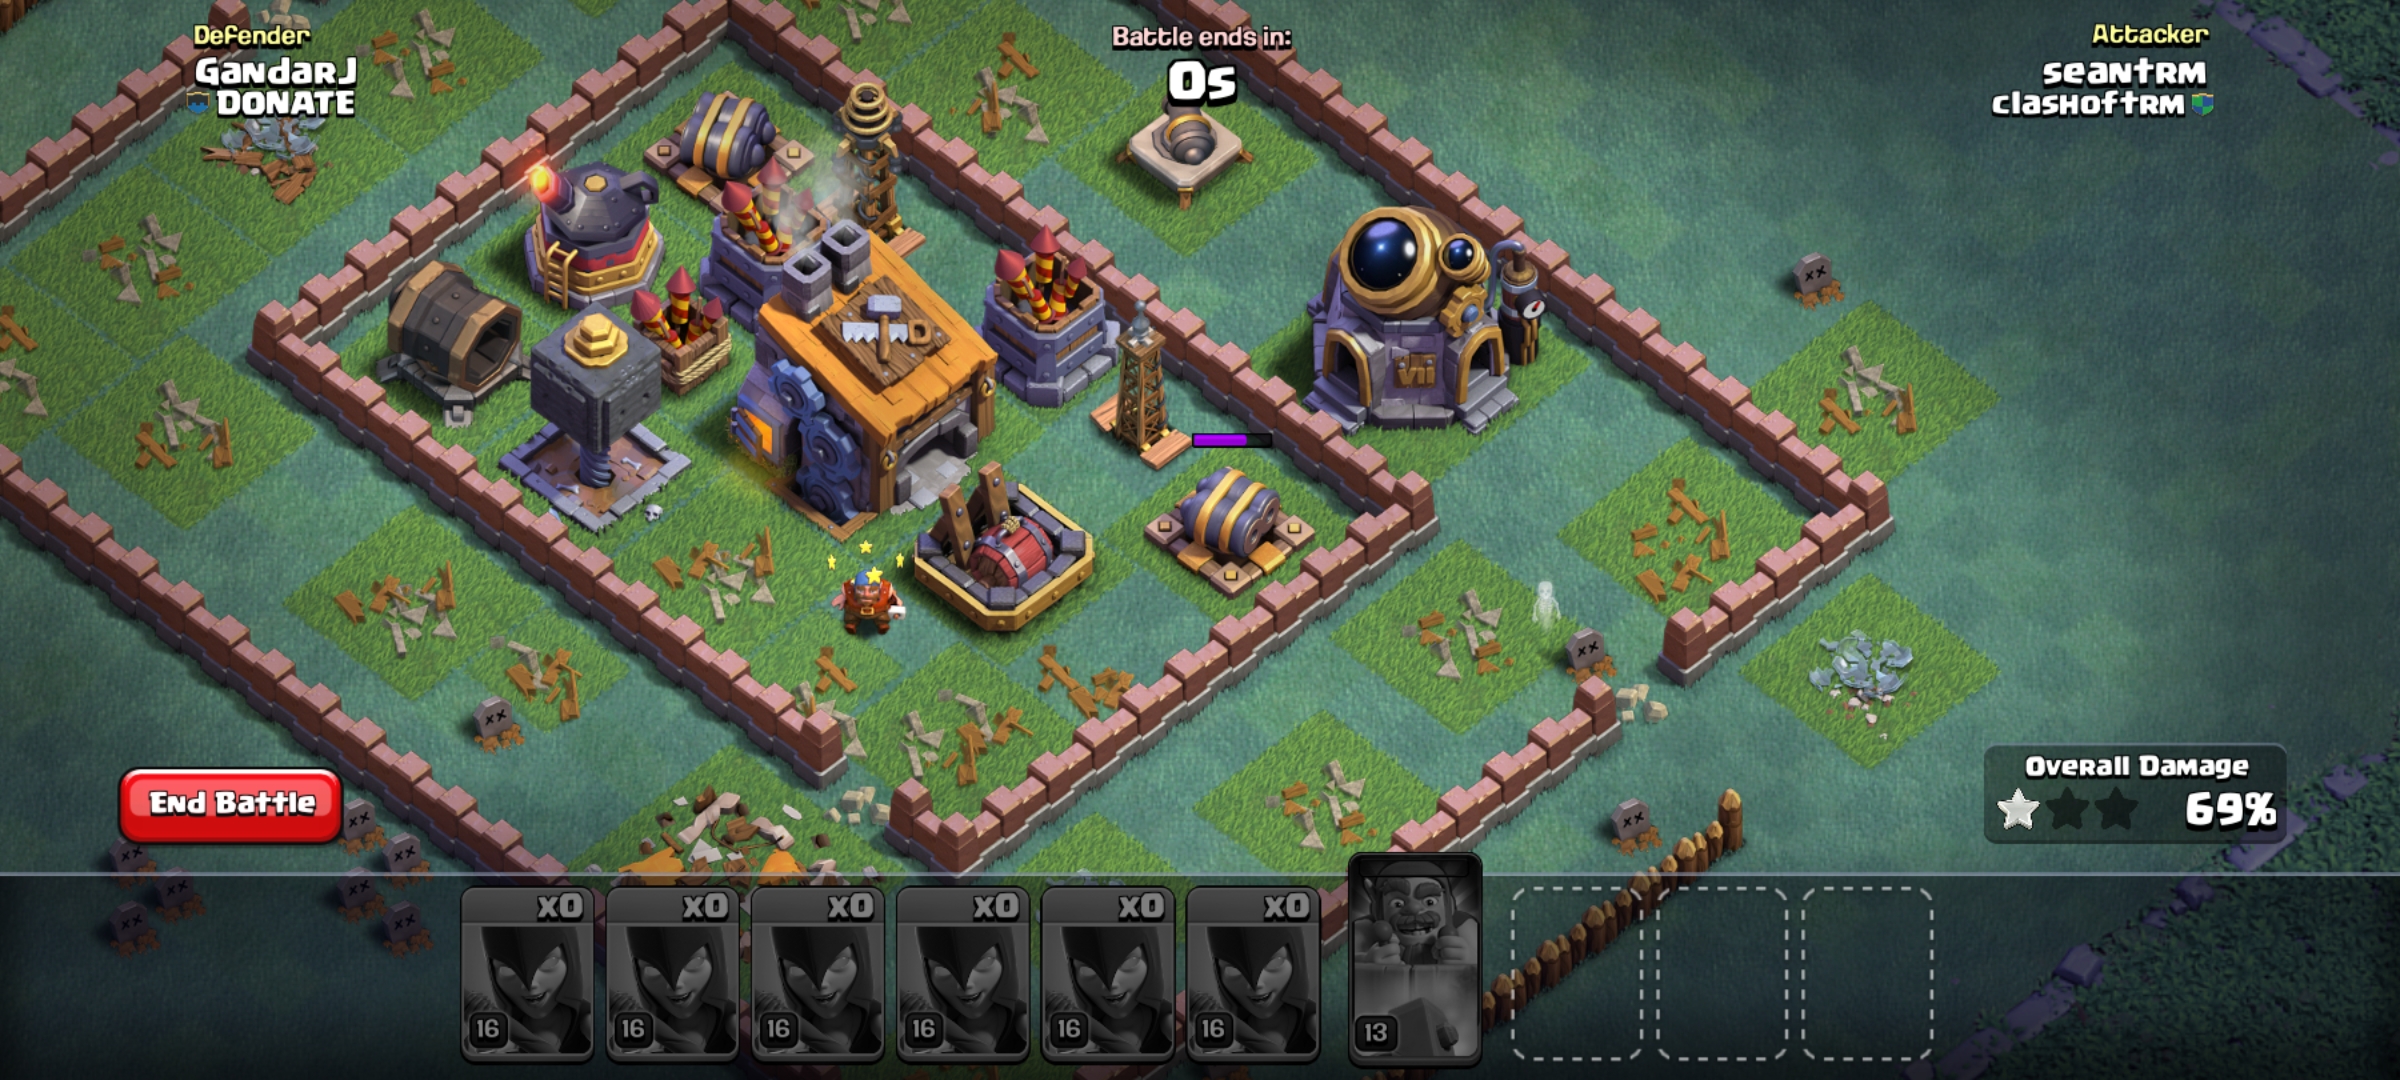 Defender
GandarJ
DONATE
Battle ends in:
0s
Attacker
seantRM
clashoftRM
VII
End Battle
Overall Damage
69%
x0
x0
x0
x0
x0
x0
16
16
16
16
16
16
13